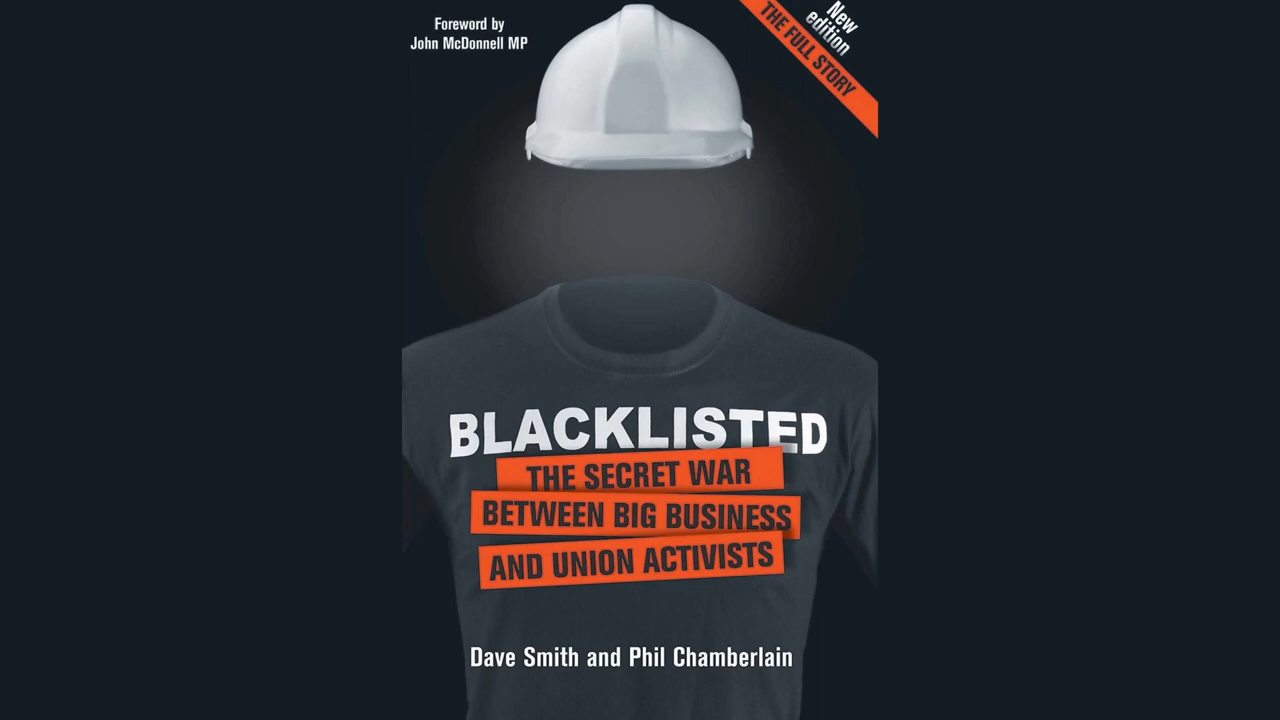 Foreword by
John McDonnell MP
New
edition
THE FULL STORY
BLACKLISTED
THE SECRET WAR
BETWEEN BIG BUSINESS
AND UNION ACTIVISTS
Dave Smith and Phil Chamberlain